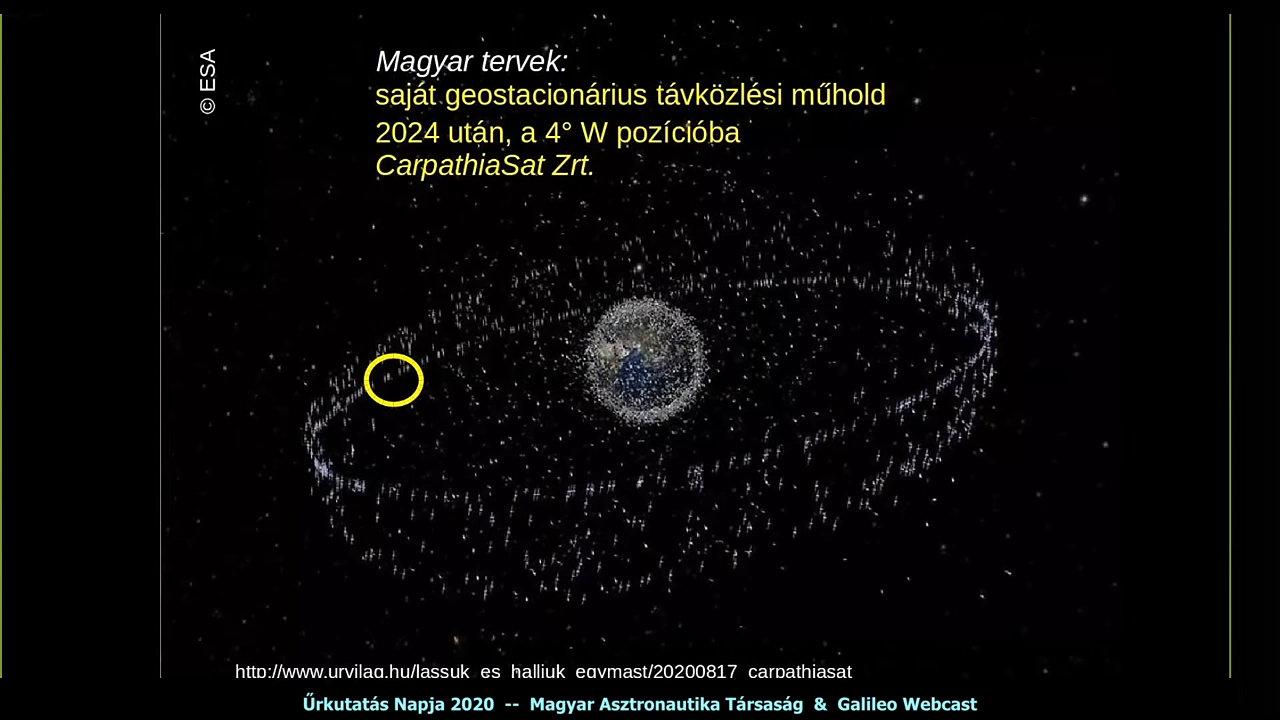 © ESA
Magyar tervek:
saját geostacionárius távközlési műhold
2024 után, a 4° W pozícióba
CarpathiaSat Zrt.
http://www.urvilag.hu/lassuk_es_halljuk_egymast/20200817_carpathiasat
Űrkutatás Napja 2020 -- Magyar Asztronautika Társaság & Galileo Webcast